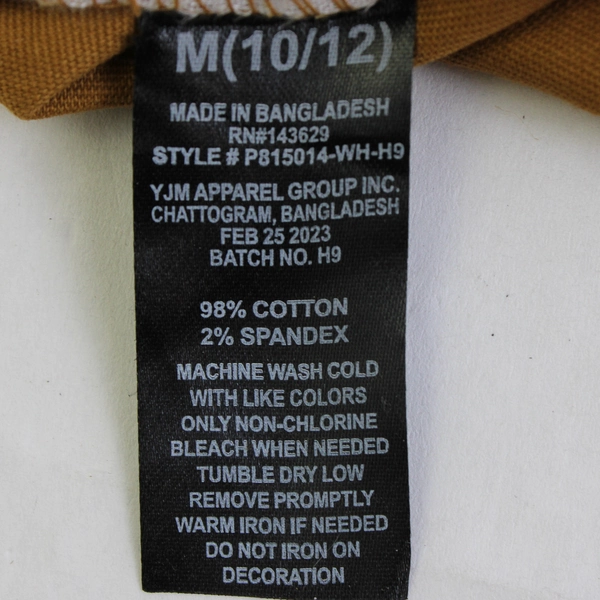 M(10/12)
MADE IN BANGLADESH
RN#143629
STYLE # P815014-WH-H9
YJM APPAREL GROUP INC.
CHATTOGRAM, BANGLADESH
FEB 25 2023
BATCH NO. H9
98% COTTON
2% SPANDEX
MACHINE WASH COLD
WITH LIKE COLORS
ONLY NON-CHLORINE
BLEACH WHEN NEEDED
TUMBLE DRY LOW
REMOVE PROMPTLY
WARM IRON IF NEEDED
DO NOT IRON ON
DECORATION